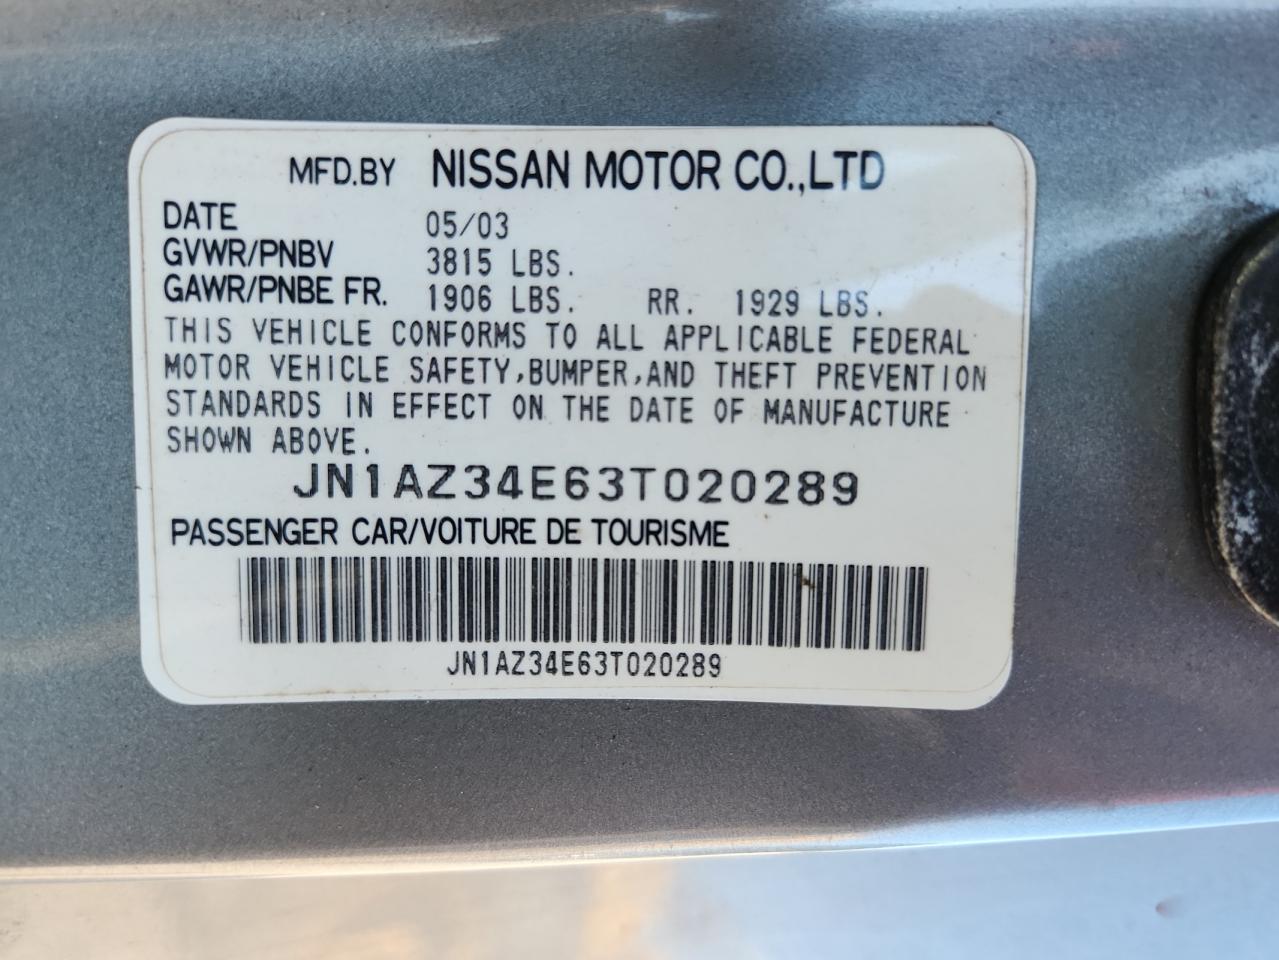 MFD.BY NISSAN MOTOR CO.,LTD
DATE 05/03
GVWR/PNBV 3815 LBS.
GAWR/PNBE FR. 1906 LBS. RR. 1929 LBS.
THIS VEHICLE CONFORMS TO ALL APPLICABLE FEDERAL
MOTOR VEHICLE SAFETY,BUMPER,AND THEFT PREVENTION
STANDARDS IN EFFECT ON THE DATE OF MANUFACTURE
SHOWN ABOVE.
JN1AZ34E63T020289
PASSENGER CAR/VOITURE DE TOURISME
JN1AZ34E63T020289